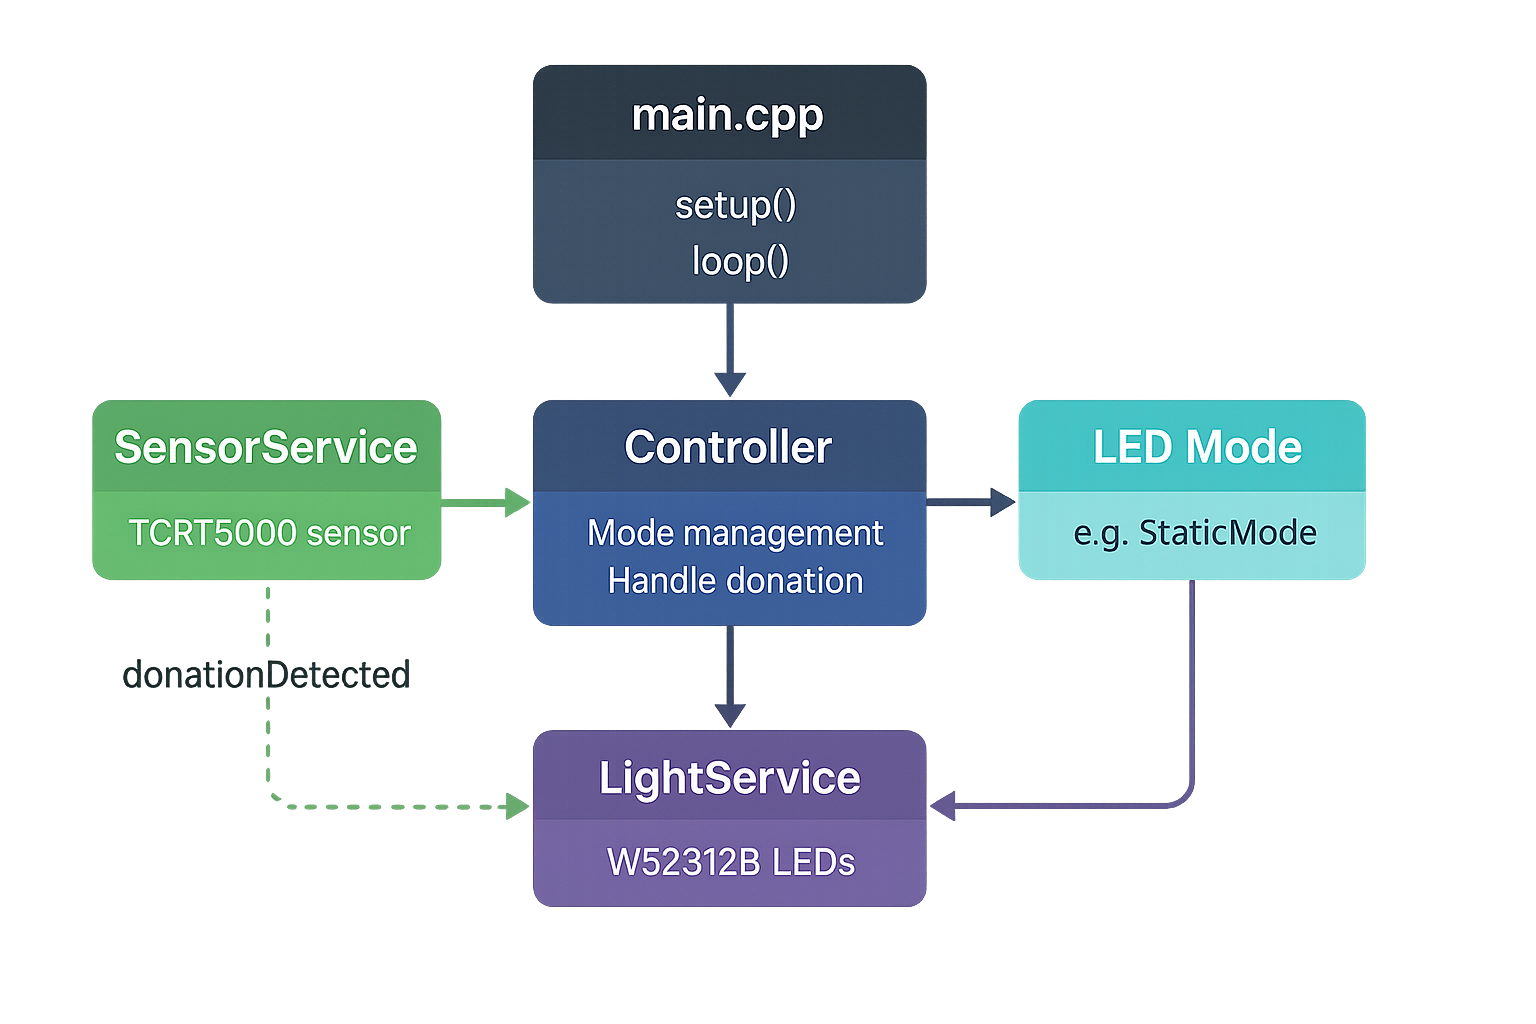 main.cpp
setup()
loop()
SensorService
TCRT5000 sensor
Controller
Mode management
Handle donation
LED Mode
e.g. StaticMode
donationDetected
LightService
W52312B LEDs